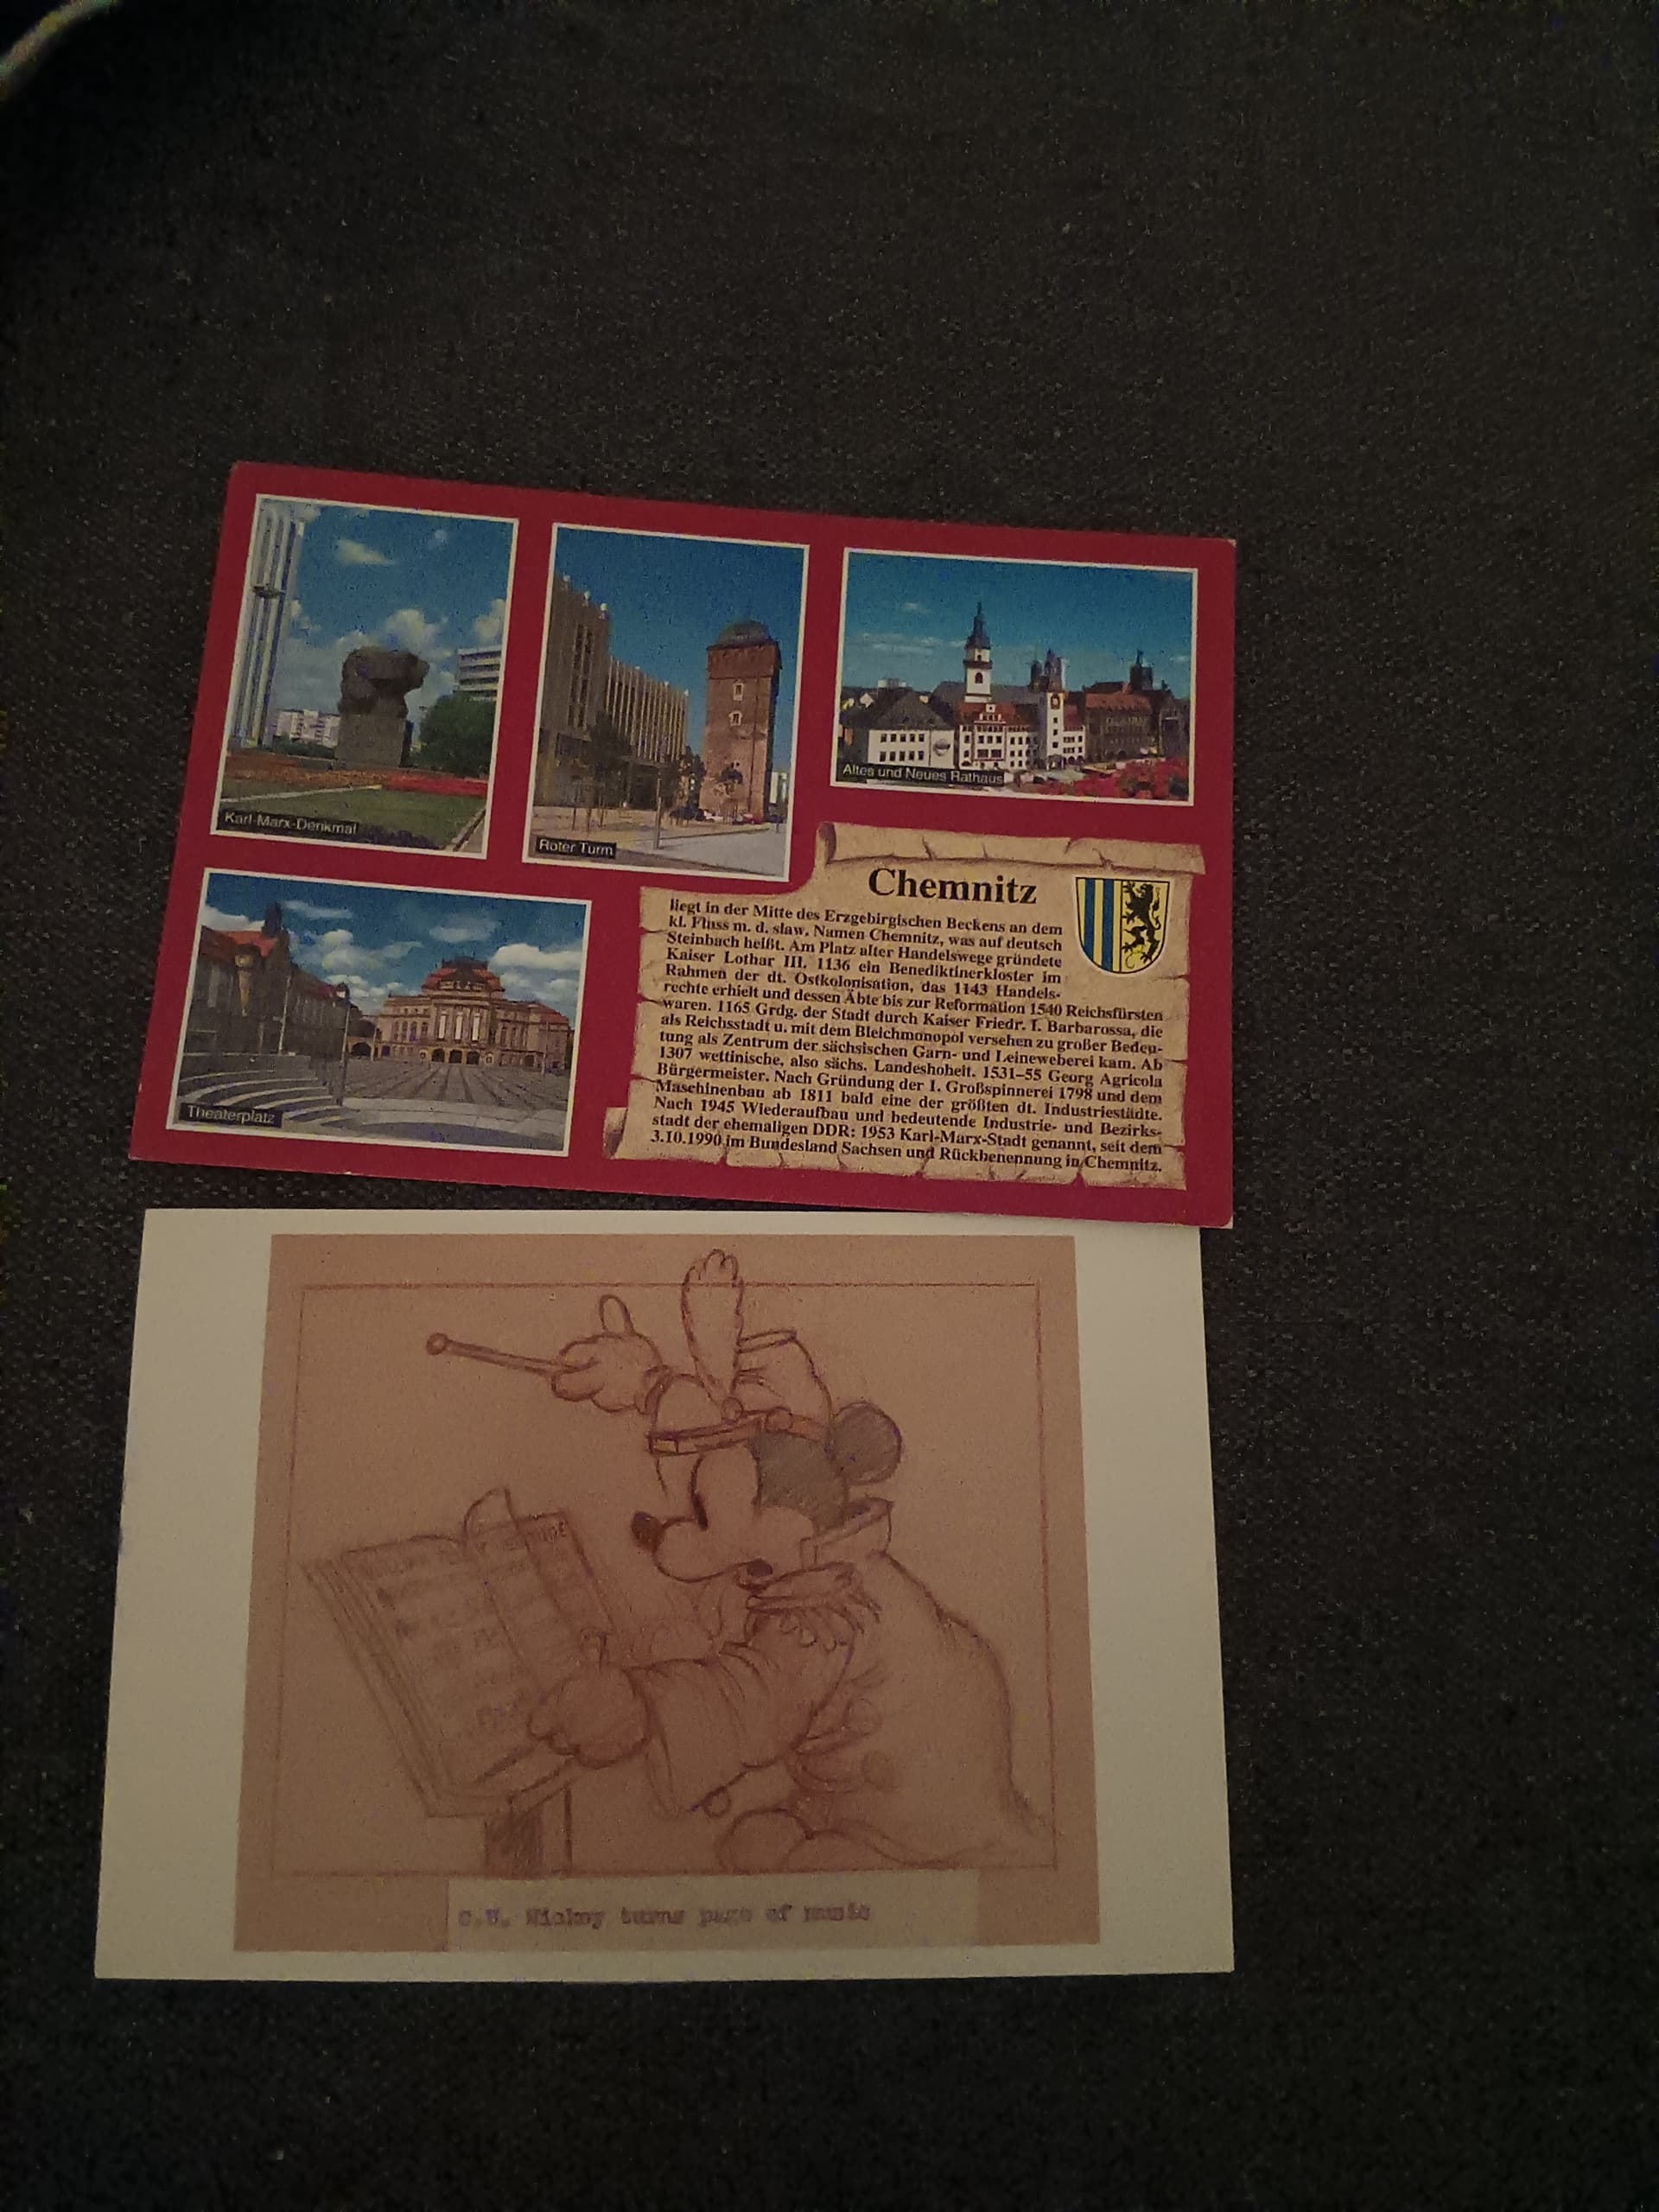 Karl-Marx-Denkmal
Roter Turm
Altes und Neues Rathaus
Theaterplatz
Chemnitz
liegt in der Mitte des Erzgebirgischen Beckens an dem
kl. Fluss m. d. slaw. Namen Chemnitz, was auf deutsch
Steinbach heißt. Am Platz alter Handelswege gründete
Kaiser Lothar III. 1136 ein Benediktinerkloster im
Rahmen der dt. Ostkolonisation, das 1143 Handels-
rechte erhielt und dessen Äbte bis zur Reformation 1540 Reichsfürsten
waren. 1165 Grdg. der Stadt durch Kaiser Friedr. I. Barbarossa, die
als Reichsstadt u. mit dem Bleichmonopol versehen zu großer Bedeu-
tung als Zentrum der sächsischen Garn- und Leineweberei kam. Ab
1307 wettinische, also sächs. Landeshoheit. 1531–55 Georg Agricola
Bürgermeister. Nach Gründung der 1. Großspinnerei 1798 und dem
Maschinenbau ab 1811 bald eine der größten dt. Industriestädte.
Nach 1945 Wiederaufbau und bedeutende Industrie- und Bezirks-
stadt der ehemaligen DDR: 1953 Karl-Marx-Stadt genannt, seit dem
3.10.1990 im Bundesland Sachsen und Rückbenennung in Chemnitz.
C.U. Mickey turns page of music